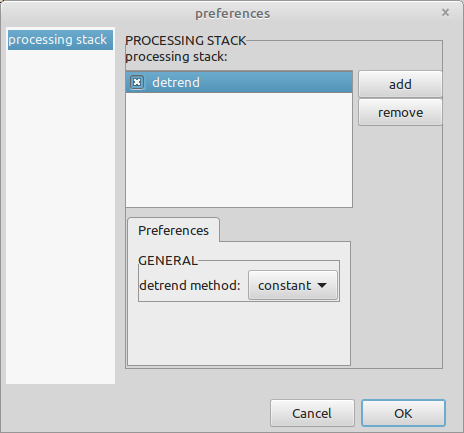 preferences
processing stack
PROCESSING STACK
processing stack:
detrend
add
remove
Preferences
GENERAL
detrend method: constant
Cancel OK